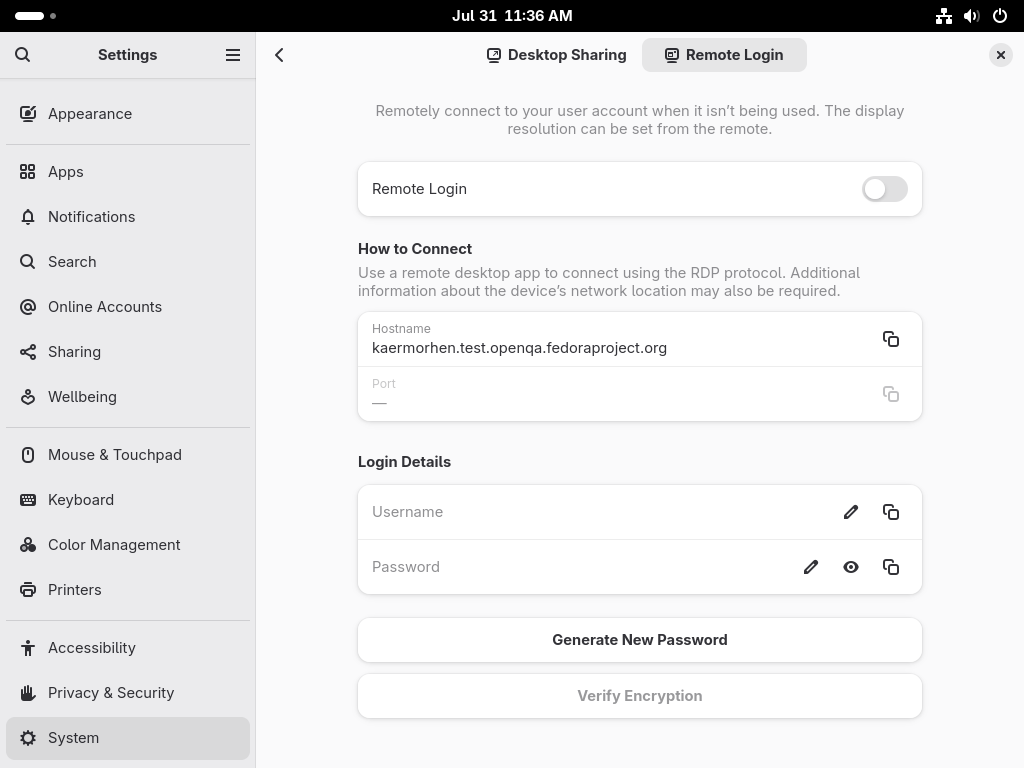 Jul 31 11:36 AM
Settings
Desktop Sharing
Remote Login
Appearance
Apps
Notifications
Search
Online Accounts
Sharing
Wellbeing
Mouse & Touchpad
Keyboard
Color Management
Printers
Accessibility
Privacy & Security
System
Remotely connect to your user account when it isn’t being used. The display
resolution can be set from the remote.
Remote Login
How to Connect
Use a remote desktop app to connect using the RDP protocol. Additional
information about the device’s network location may also be required.
Hostname
kaermorhen.test.openqa.fedoraproject.org
Port
—
Login Details
Username
Password
Generate New Password
Verify Encryption